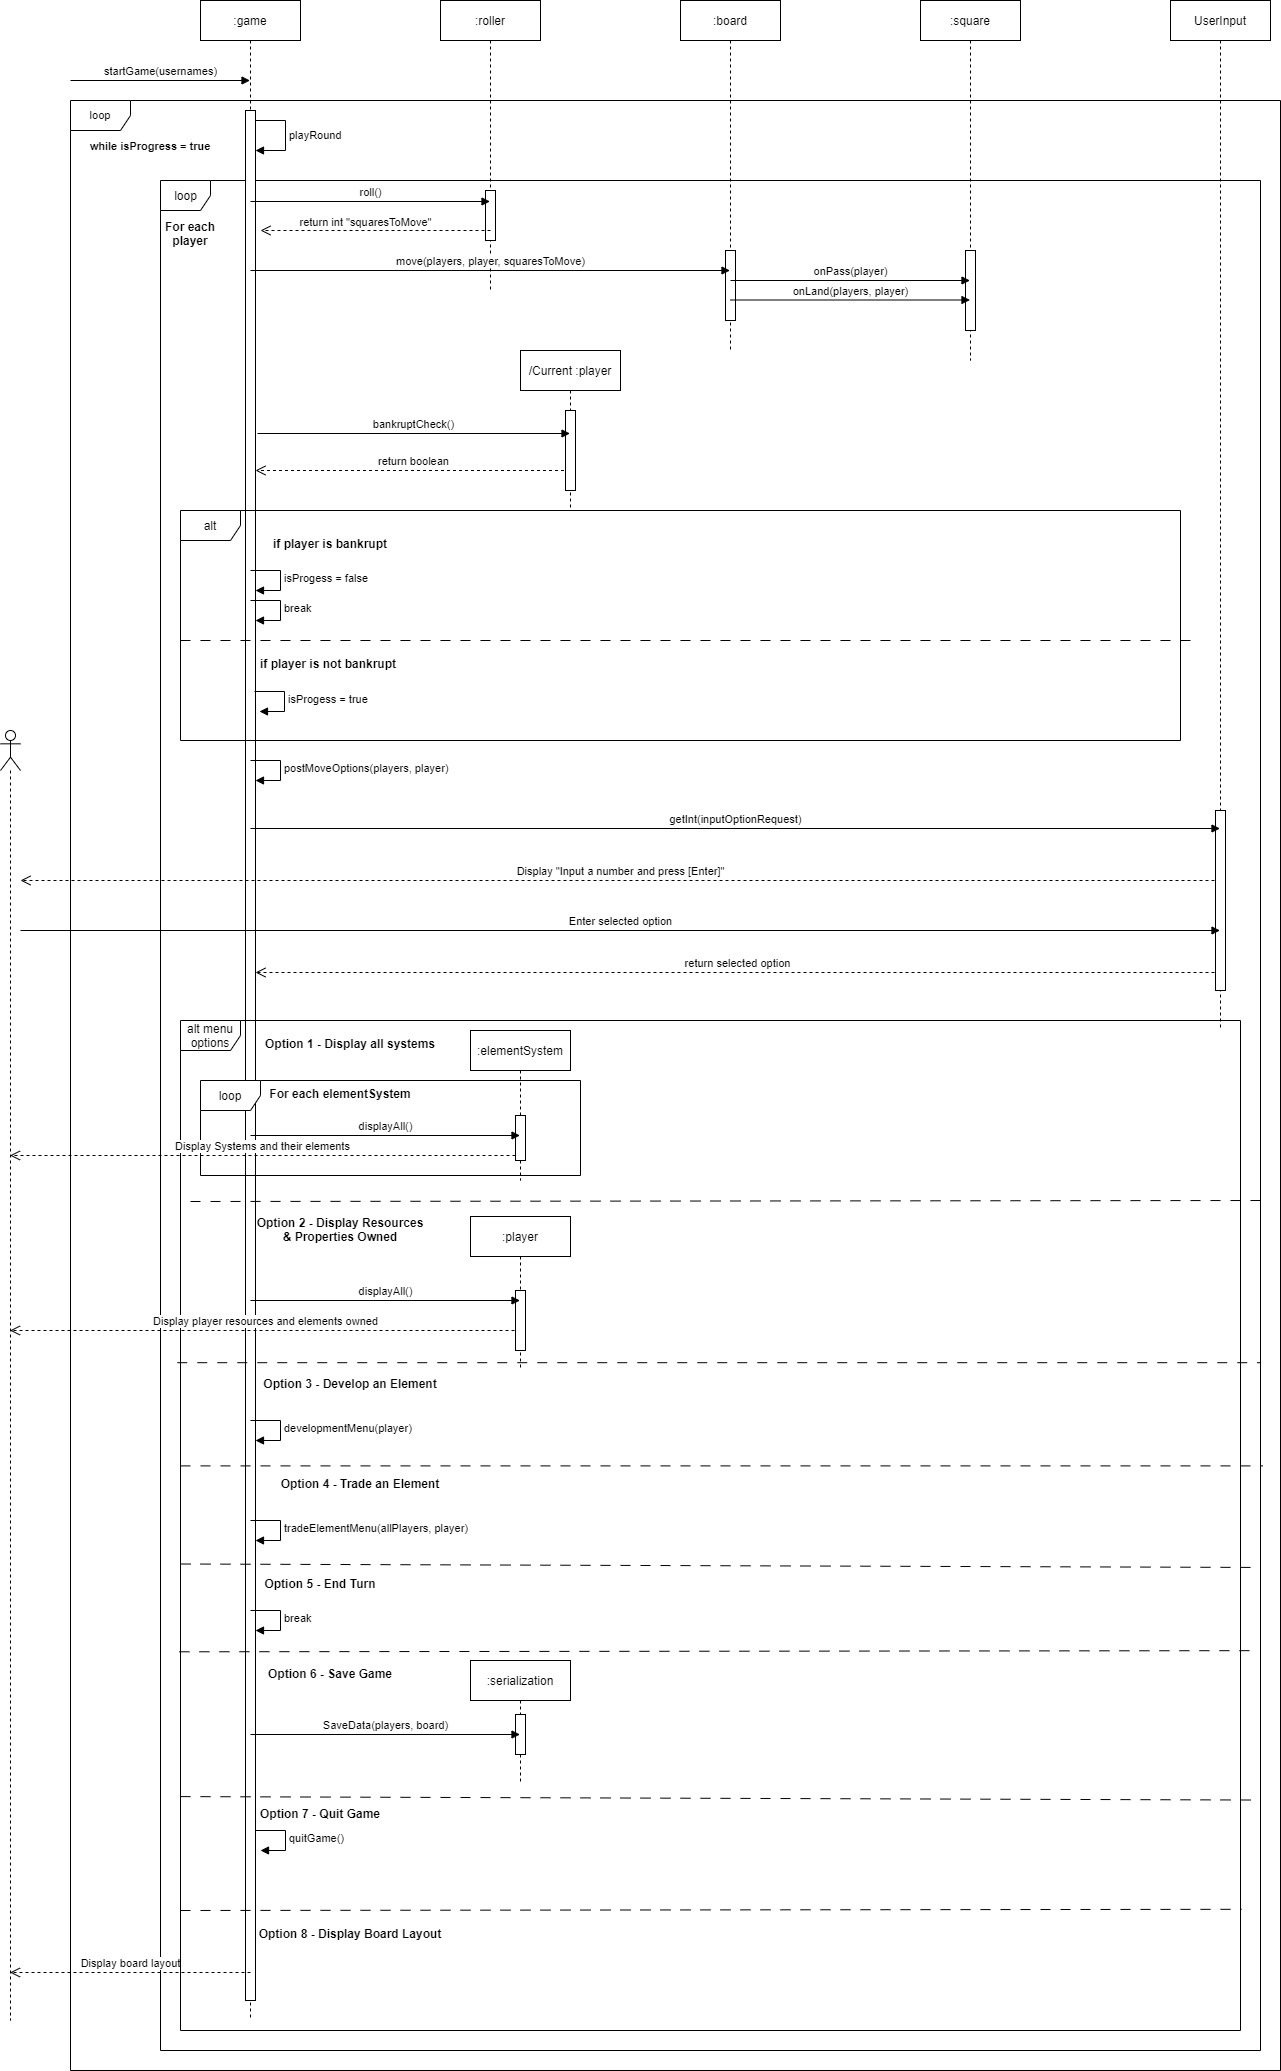 :game
:roller
:board
:square
UserInput
startGame(usernames)
loop
while isProgress = true
playRound
loop
For each
player
roll()
return int "squaresToMove"
move(players, player, squaresToMove)
onPass(player)
onLand(players, player)
/Current :player
bankruptCheck()
return boolean
alt
if player is bankrupt
isProgess = false
break
if player is not bankrupt
isProgess = true
postMoveOptions(players, player)
getInt(inputOptionRequest)
Display "Input a number and press [Enter]"
Enter selected option
return selected option
alt menu
options
Option 1 - Display all systems
:elementSystem
loop
For each elementSystem
displayAll()
Display Systems and their elements
Option 2 - Display Resources
& Properties Owned
:player
displayAll()
Display player resources and elements owned
Option 3 - Develop an Element
developmentMenu(player)
Option 4 - Trade an Element
tradeElementMenu(allPlayers, player)
Option 5 - End Turn
break
Option 6 - Save Game
:serialization
SaveData(players, board)
Option 7 - Quit Game
quitGame()
Option 8 - Display Board Layout
Display board layout